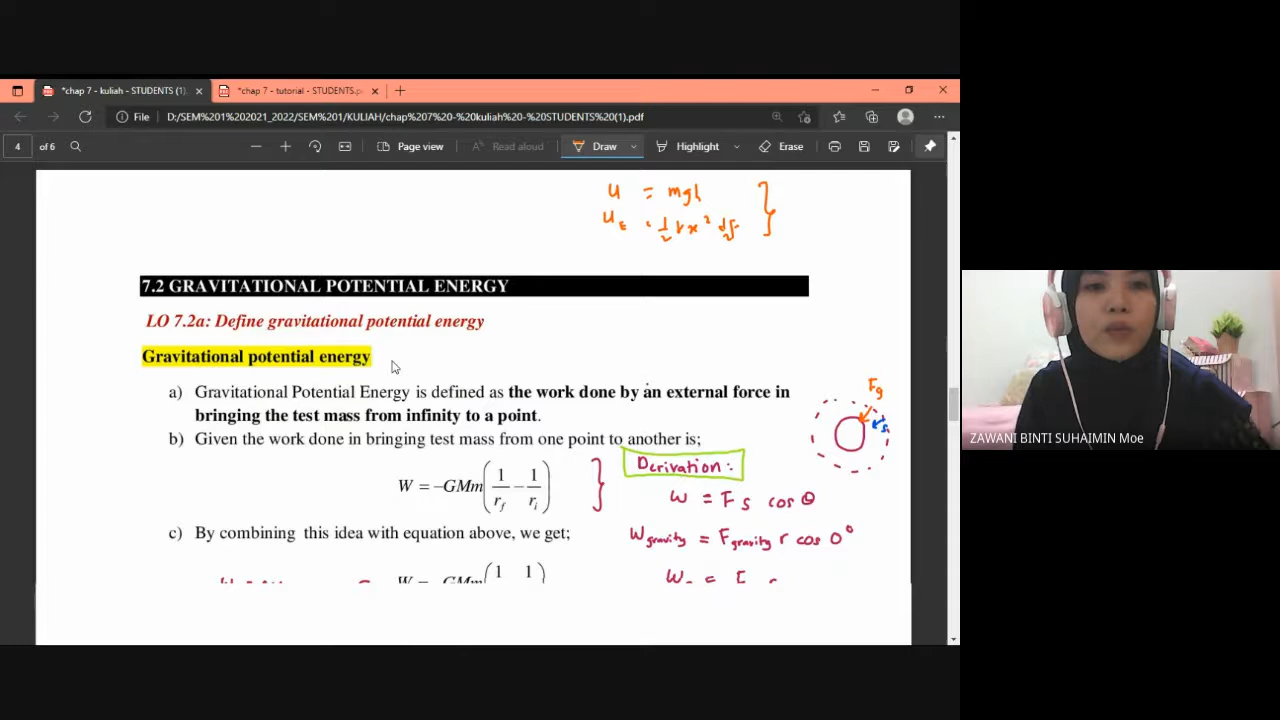 *chap 7 - kuliah - STUDENTS (1).
*chap 7 - tutorial - STUDENTS.p
File
D:/SEM%201%202021_2022/SEM%201/KULIAH/chap%207%20-%20kuliah%20-%20STUDENTS%20(1).pdf
4 of 6
Page view
Read aloud
Draw
Highlight
Erase
u = mgh
7.2 GRAVITATIONAL POTENTIAL ENERGY
LO 7.2a: Define gravitational potential energy
Gravitational potential energy
a) Gravitational Potential Energy is defined as the work done by an external force in
bringing the test mass from infinity to a point.
Fg
s
b) Given the work done in bringing test mass from one point to another is;
W = -GMm(1/r_f - 1/r_i)
Derivation:
W = Fs cos θ
c) By combining this idea with equation above, we get;
W gravity = F gravity r cos 0°
ZAWANI BINTI SUHAIMIN Moe